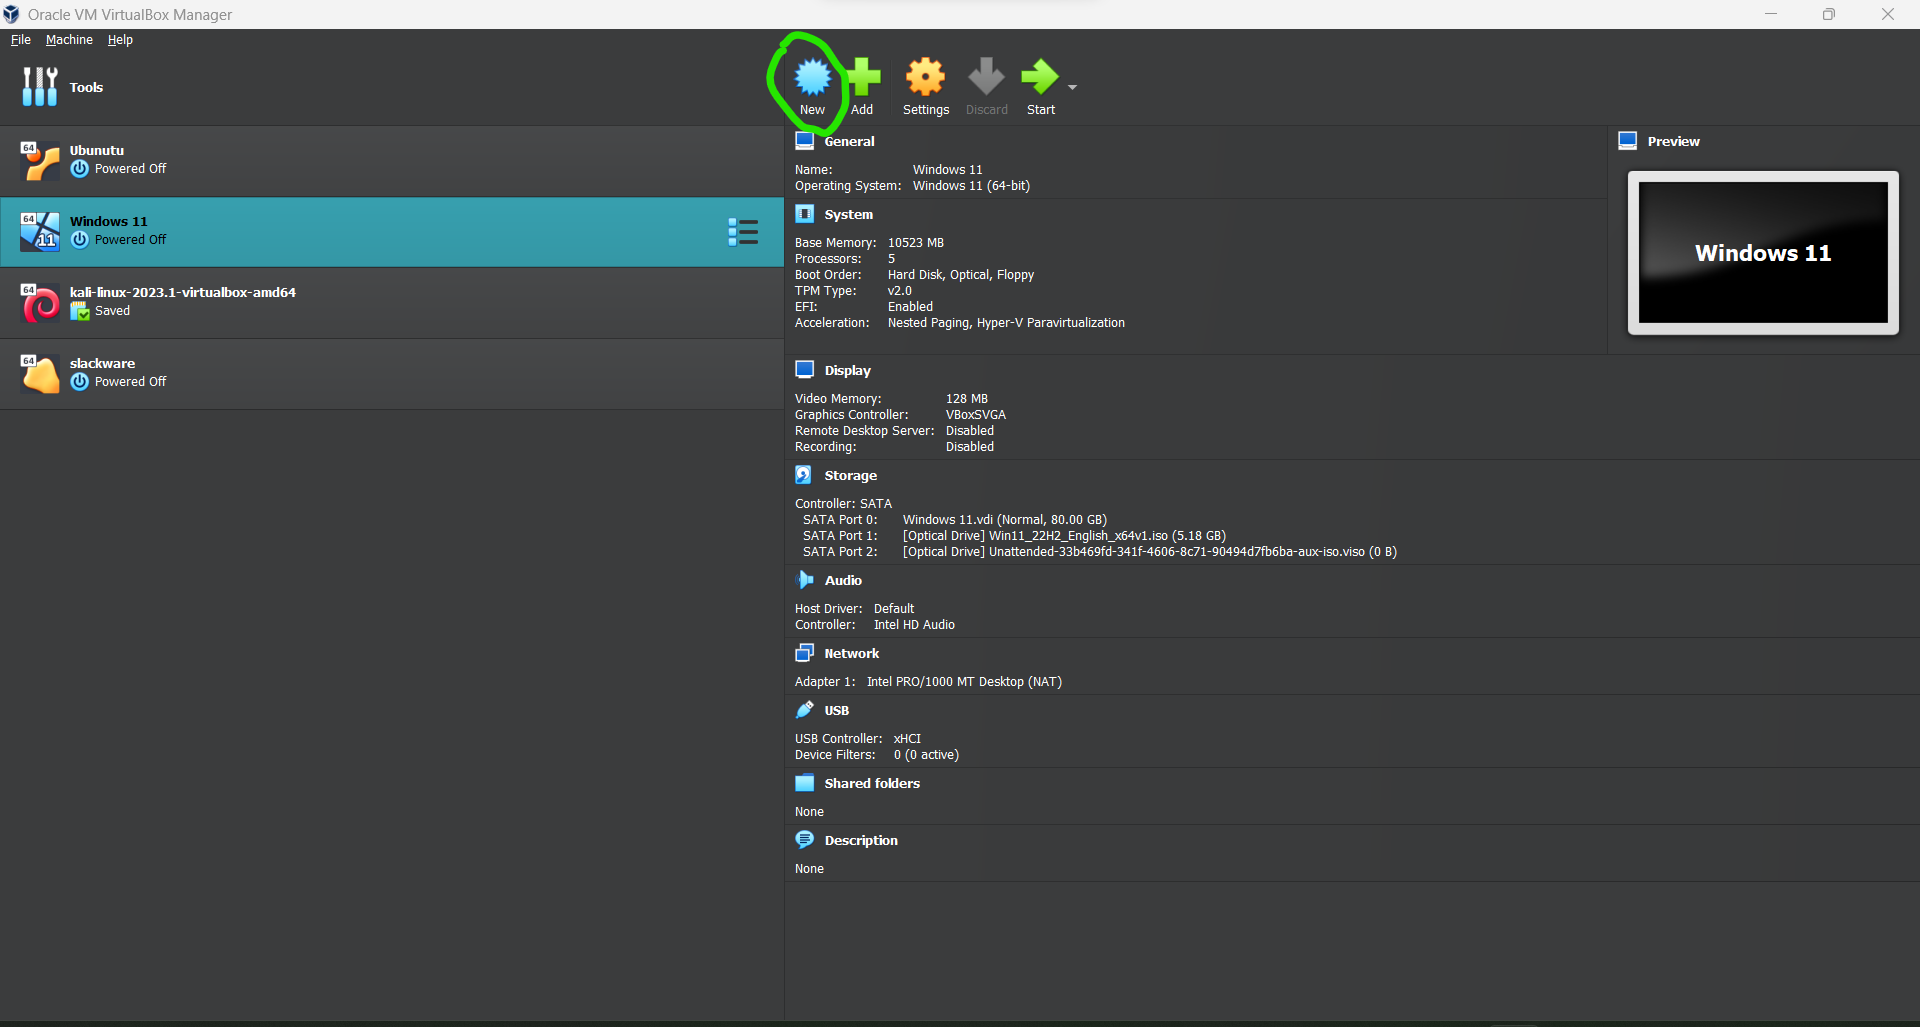 Oracle VM VirtualBox Manager
File Machine Help
Tools
New Add Settings Discard Start
64 Ubunutu
Powered Off
64 Windows 11
11 Powered Off
64 kali-linux-2023.1-virtualbox-amd64
Saved
64 slackware
Powered Off
General
Name: Windows 11
Operating System: Windows 11 (64-bit)
System
Base Memory: 10523 MB
Processors: 5
Boot Order: Hard Disk, Optical, Floppy
TPM Type: v2.0
EFI: Enabled
Acceleration: Nested Paging, Hyper-V Paravirtualization
Preview
Windows 11
Display
Video Memory: 128 MB
Graphics Controller: VBoxSVGA
Remote Desktop Server: Disabled
Recording: Disabled
Storage
Controller: SATA
SATA Port 0: Windows 11.vdi (Normal, 80.00 GB)
SATA Port 1: [Optical Drive] Win11_22H2_English_x64v1.iso (5.18 GB)
SATA Port 2: [Optical Drive] Unattended-33b469fd-341f-4606-8c71-90494d7fb6ba-aux-iso.viso (0 B)
Audio
Host Driver: Default
Controller: Intel HD Audio
Network
Adapter 1: Intel PRO/1000 MT Desktop (NAT)
USB
USB Controller: xHCI
Device Filters: 0 (0 active)
Shared folders
None
Description
None